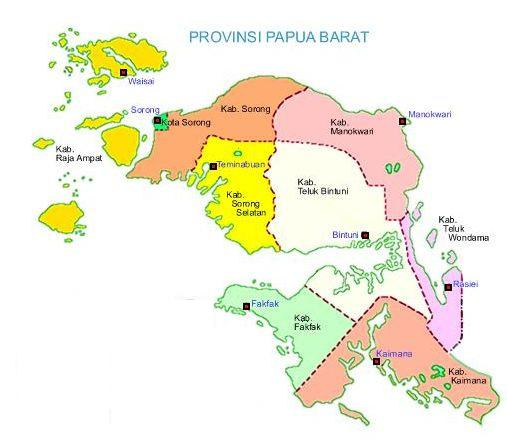 PROVINSI PAPUA BARAT
Waisai
Sorong
Kota Sorong
Kab. Sorong
Kab.
Manokwari
Manokwari
Kab.
Raja Ampat
Teminabuan
Kab.
Sorong
Selatan
Kab.
Teluk Bintuni
Kab.
Teluk
Wondama
Bintuni
Rasiei
Fakfak
Kab.
Fakfak
Kaimana
Kab.
Kaimana